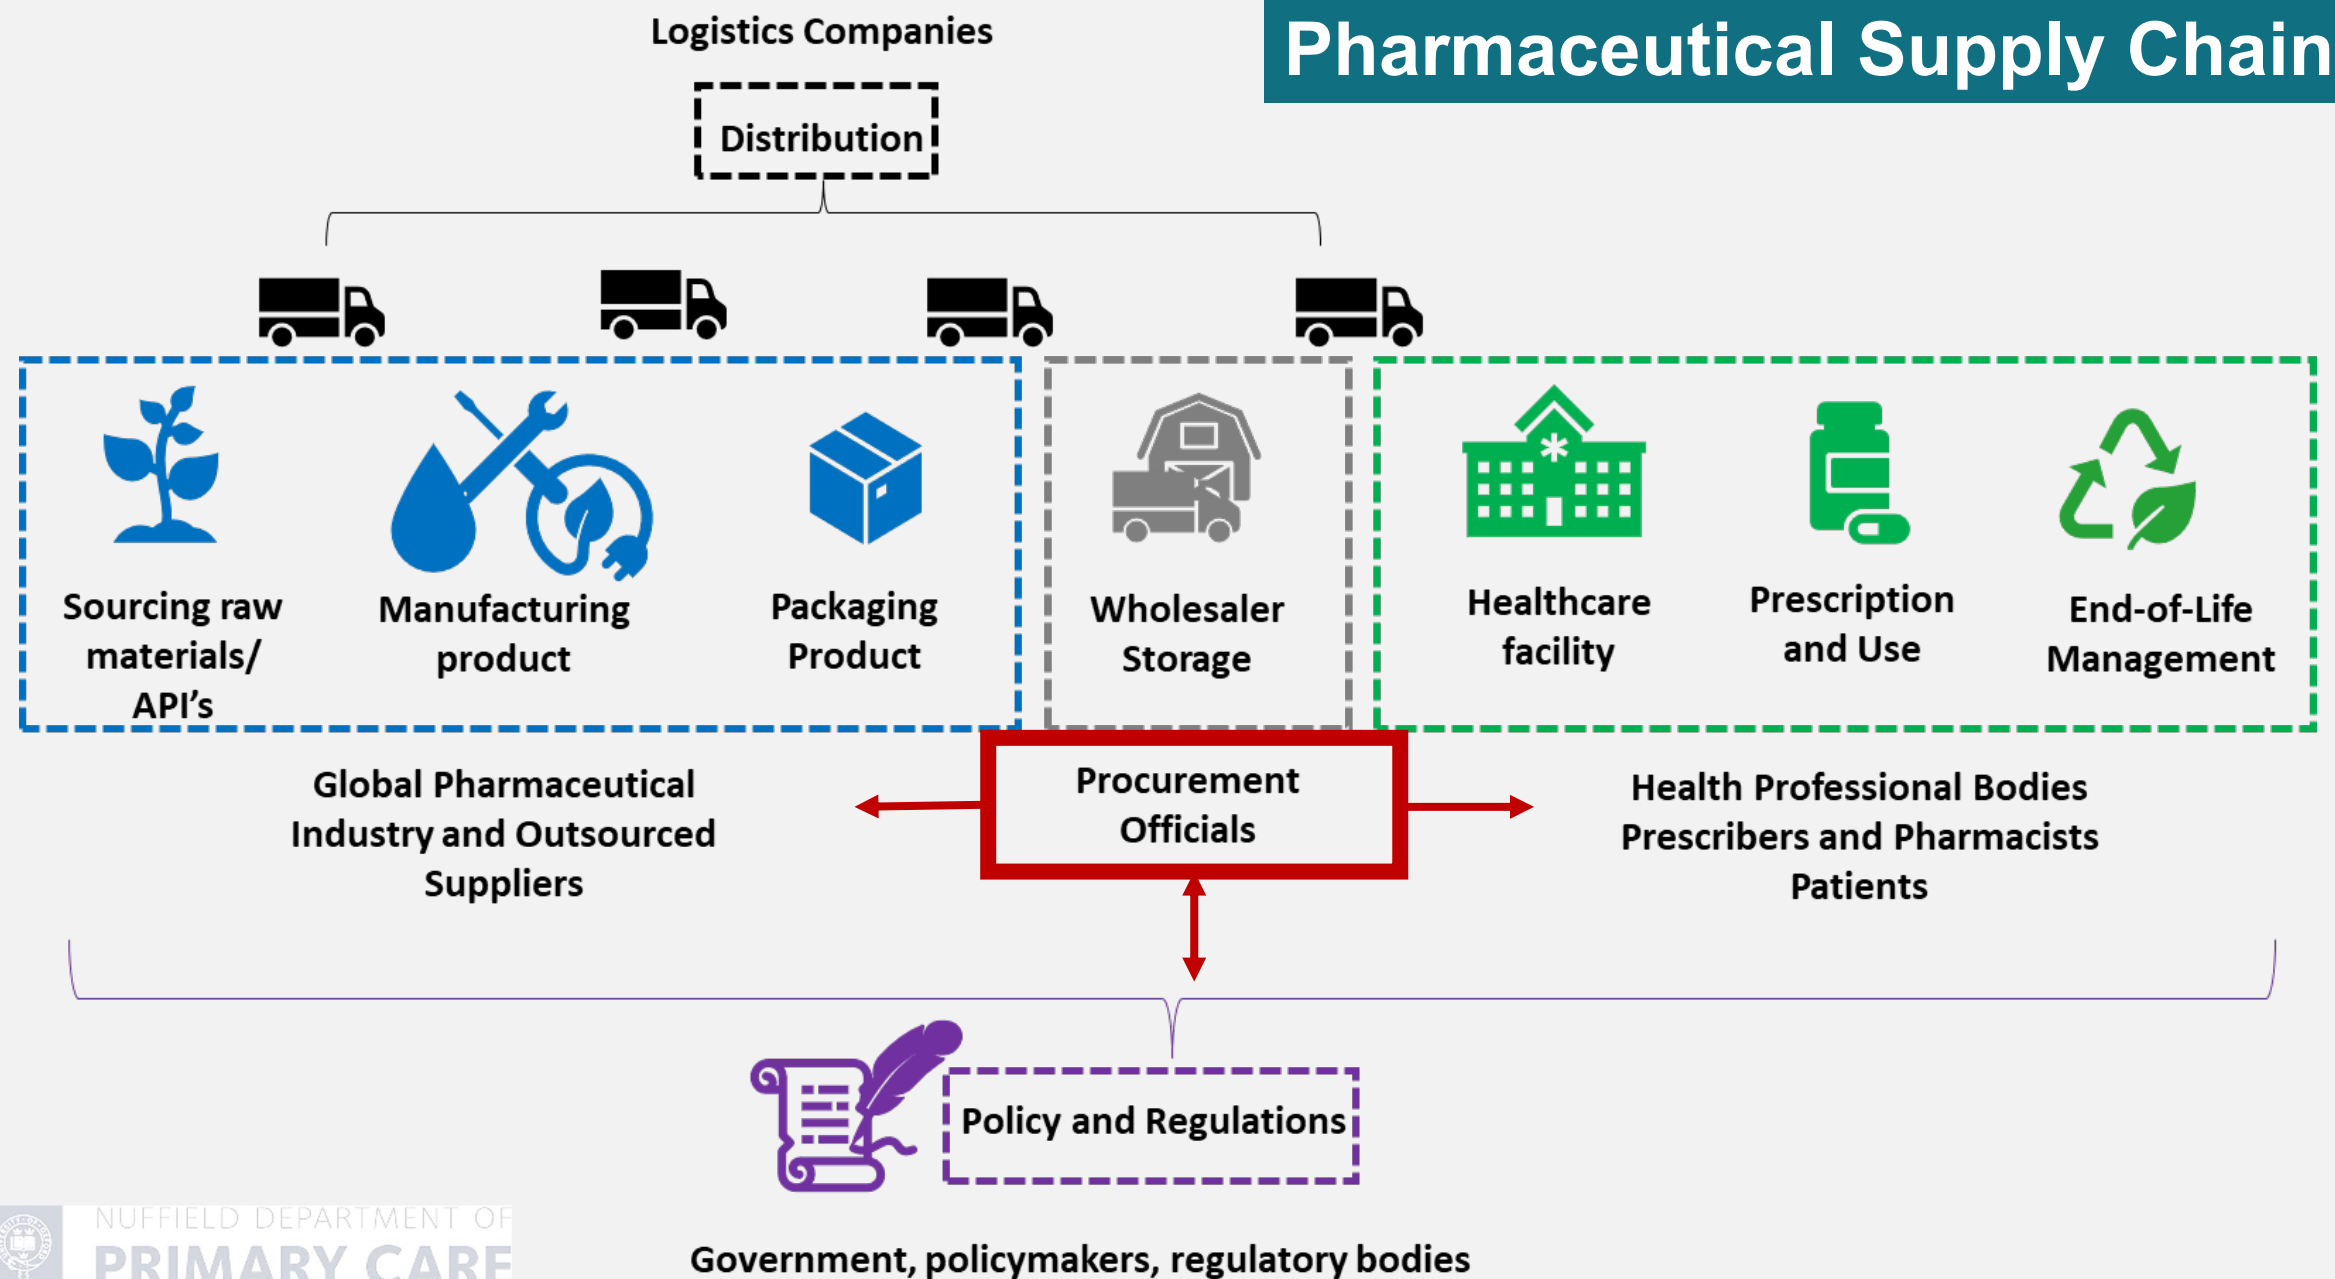 Pharmaceutical Supply Chain
Logistics Companies
Distribution
Sourcing raw
materials/
API's
Manufacturing
product
Packaging
Product
Wholesaler
Storage
Healthcare
facility
Prescription
and Use
End-of-Life
Management
Global Pharmaceutical
Industry and Outsourced
Suppliers
Procurement
Officials
Health Professional Bodies
Prescribers and Pharmacists
Patients
Policy and Regulations
NUFFIELD DEPARTMENT OF
PRIMARY CARE
Government, policymakers, regulatory bodies